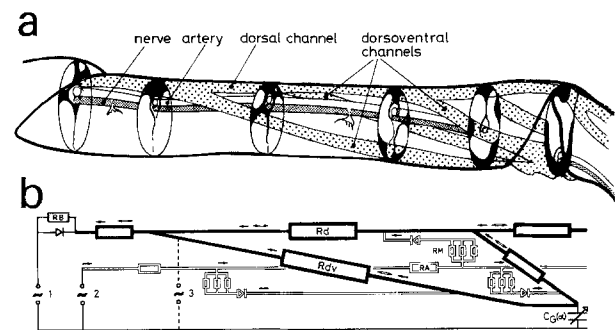 a
nerve artery dorsal channel dorsoventral channels
b
RB
Rd
RM
Rdv
RA
1 2 3
CG(α)